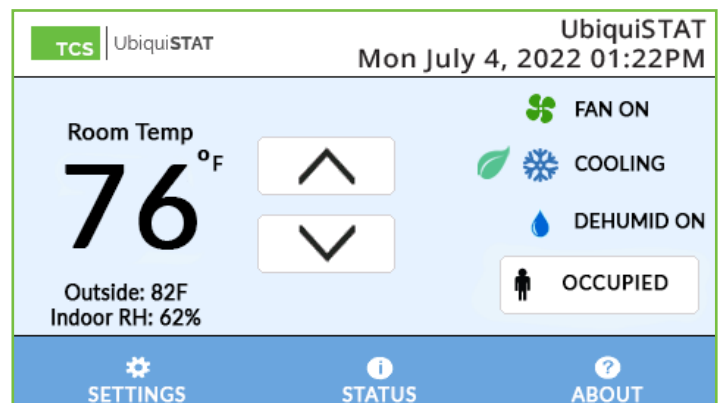 TCS UbiquiSTAT
UbiquiSTAT
Mon July 4, 2022 01:22PM
Room Temp
76°F
Outside: 82F
Indoor RH: 62%
FAN ON
COOLING
DEHUMID ON
OCCUPIED
SETTINGS
STATUS
ABOUT